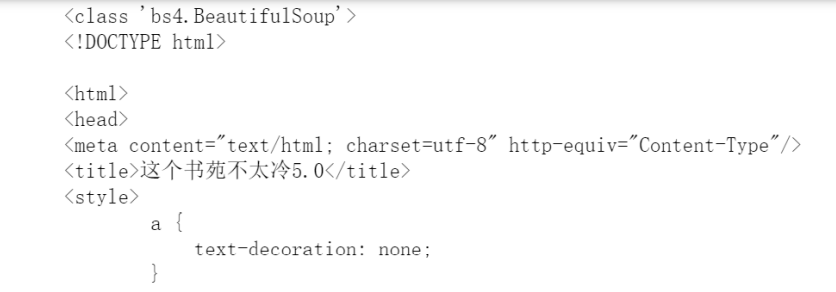 <class 'bs4.BeautifulSoup'>
<!DOCTYPE html>
<html>
<head>
<meta content="text/html; charset=utf-8" http-equiv="Content-Type"/>
<title>这个书苑不太冷5.0</title>
<style>
a {
text-decoration: none;
}